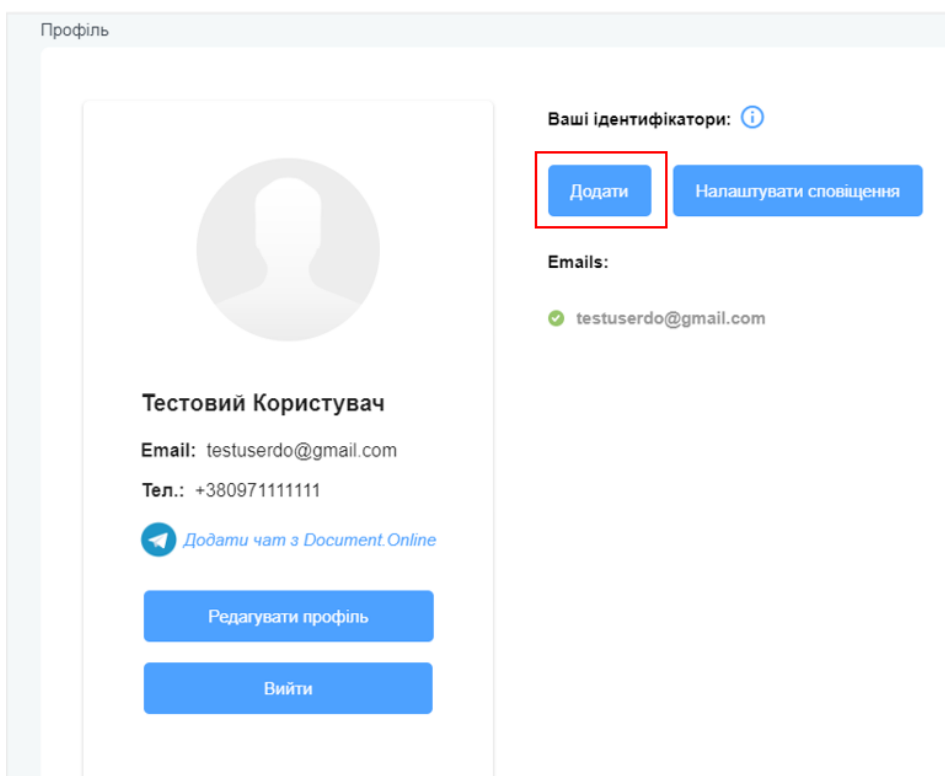 Профіль
Ваші ідентифікатори:
Додати
Налаштувати сповіщення
Emails:
testuserdo@gmail.com
Тестовий Користувач
Email: testuserdo@gmail.com
Тел.: +380971111111
Додати чат з Document.Online
Редагувати профіль
Вийти